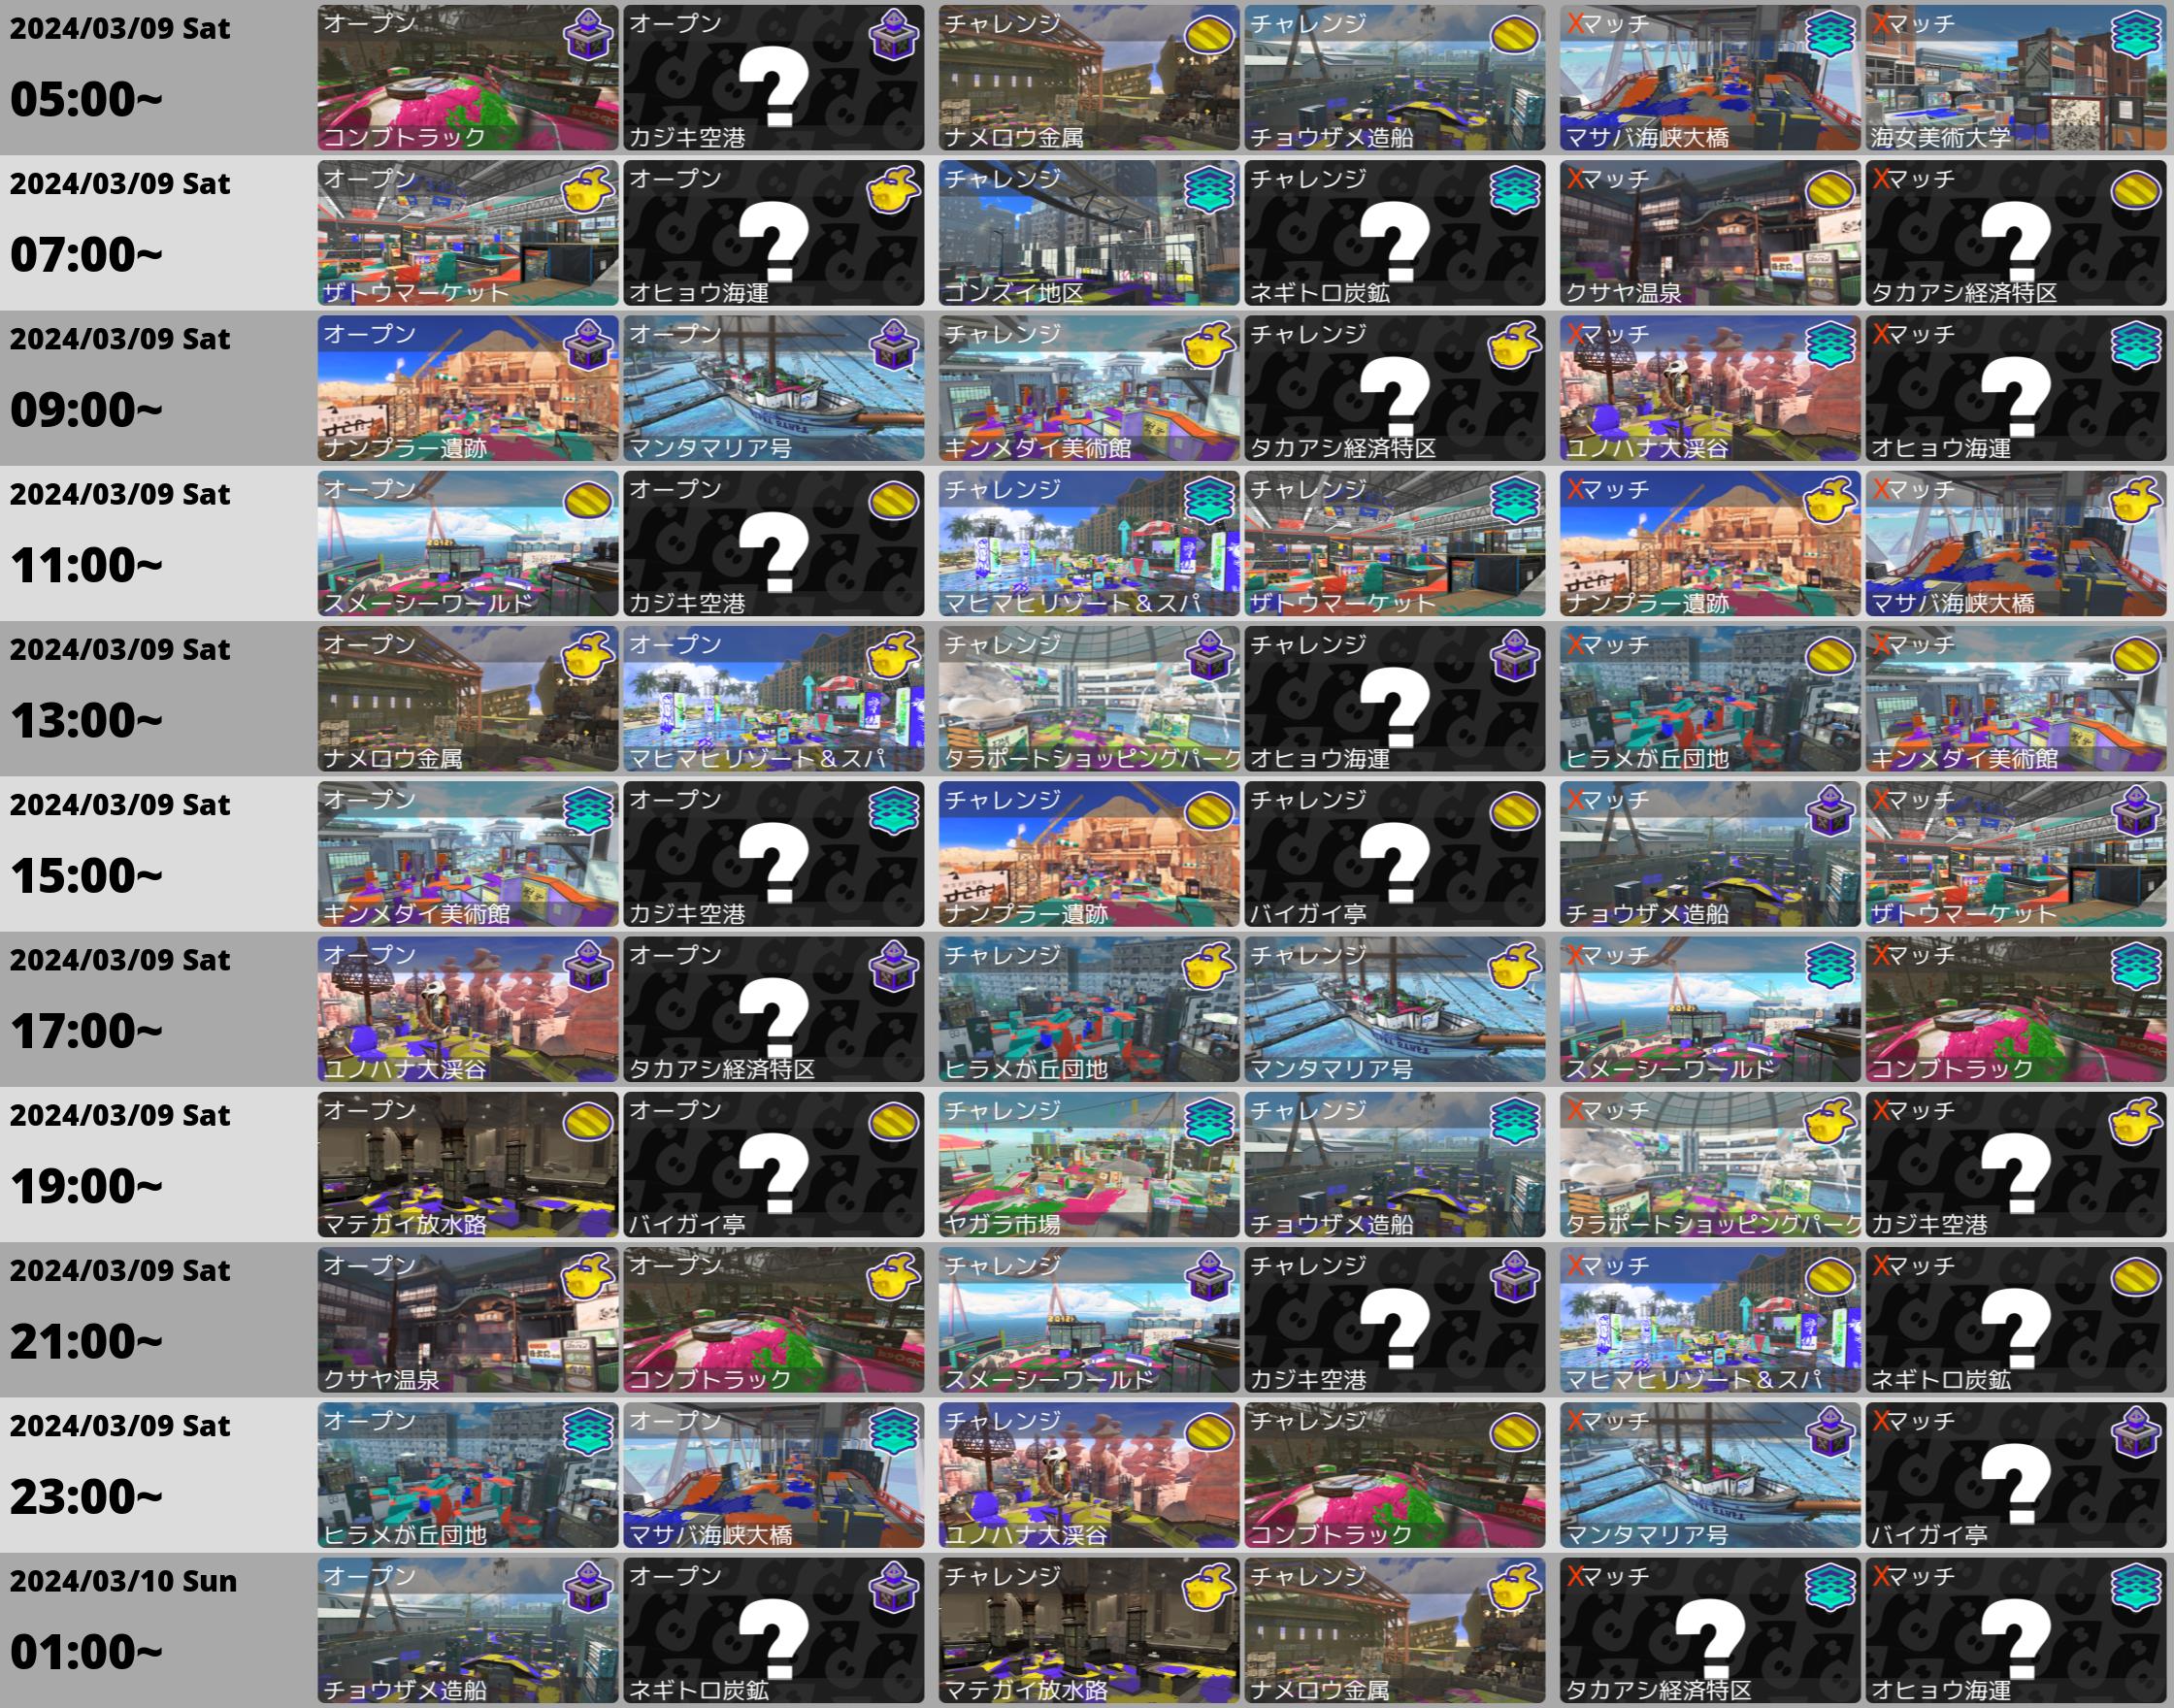 2024/03/09 Sat
05:00~
オープン
コンブトラック
オープン
カジキ空港
チャレンジ
ナメロウ金属
チャレンジ
チョウザメ造船
Xマッチ
マサバ海峡大橋
Xマッチ
海女美術大学
2024/03/09 Sat
07:00~
オープン
ザトウマーケット
オープン
オヒョウ海運
チャレンジ
ゴンズイ地区
チャレンジ
ネギトロ炭鉱
Xマッチ
クサヤ温泉
Xマッチ
タカアシ経済特区
2024/03/09 Sat
09:00~
オープン
ナンプラー遺跡
オープン
マンタマリア号
チャレンジ
キンメダイ美術館
チャレンジ
タカアシ経済特区
Xマッチ
ユノハナ大渓谷
Xマッチ
オヒョウ海運
2024/03/09 Sat
11:00~
オープン
スメーシーワールド
オープン
カジキ空港
チャレンジ
マヒマヒリゾート＆スパ
チャレンジ
ザトウマーケット
Xマッチ
ナンプラー遺跡
Xマッチ
マサバ海峡大橋
2024/03/09 Sat
13:00~
オープン
ナメロウ金属
オープン
マヒマヒリゾート＆スパ
チャレンジ
タラポートショッピングパーク
チャレンジ
オヒョウ海運
Xマッチ
ヒラメが丘団地
Xマッチ
キンメダイ美術館
2024/03/09 Sat
15:00~
オープン
キンメダイ美術館
オープン
カジキ空港
チャレンジ
ナンプラー遺跡
チャレンジ
バイガイ亭
Xマッチ
チョウザメ造船
Xマッチ
ザトウマーケット
2024/03/09 Sat
17:00~
オープン
ユノハナ大渓谷
オープン
タカアシ経済特区
チャレンジ
ヒラメが丘団地
チャレンジ
マンタマリア号
Xマッチ
スメーシーワールド
Xマッチ
コンブトラック
2024/03/09 Sat
19:00~
オープン
マテガイ放水路
オープン
バイガイ亭
チャレンジ
ヤガラ市場
チャレンジ
チョウザメ造船
Xマッチ
タラポートショッピングパーク
Xマッチ
カジキ空港
2024/03/09 Sat
21:00~
オープン
クサヤ温泉
オープン
コンブトラック
チャレンジ
スメーシーワールド
チャレンジ
カジキ空港
Xマッチ
マヒマヒリゾート＆スパ
Xマッチ
ネギトロ炭鉱
2024/03/09 Sat
23:00~
オープン
ヒラメが丘団地
オープン
マサバ海峡大橋
チャレンジ
ユノハナ大渓谷
チャレンジ
コンブトラック
Xマッチ
マンタマリア号
Xマッチ
バイガイ亭
2024/03/10 Sun
01:00~
オープン
チョウザメ造船
オープン
ネギトロ炭鉱
チャレンジ
マテガイ放水路
チャレンジ
ナメロウ金属
Xマッチ
タカアシ経済特区
Xマッチ
オヒョウ海運